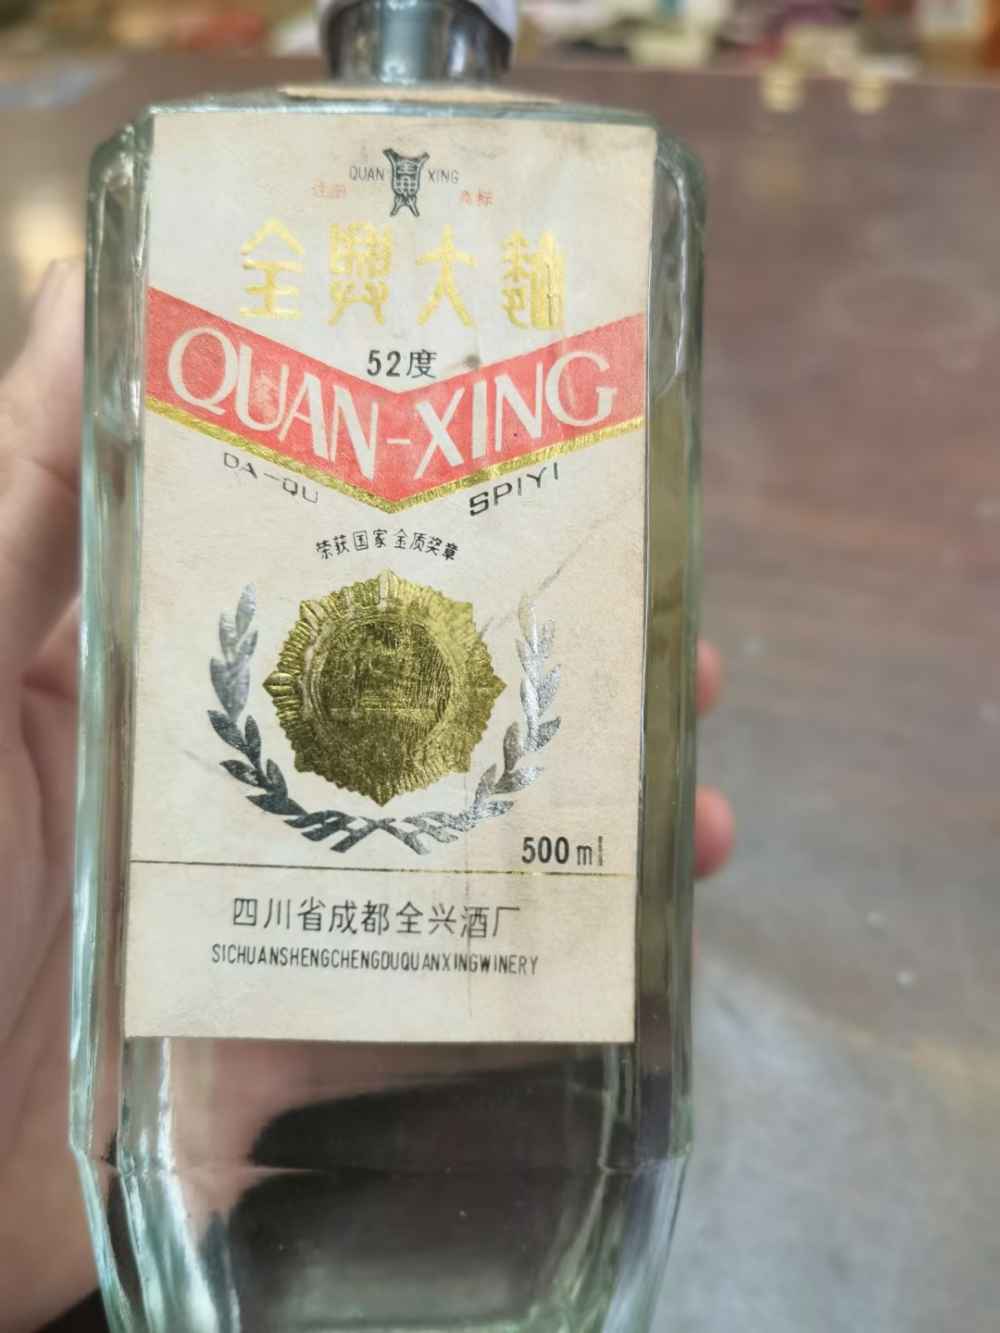 QUAN XING
注册 商标
全興大麯
52度
QUAN-XING
DA-QU SPIYI
荣获国家金质奖章
500ml
四川省成都全兴酒厂
SICHUANSHENGCHENGDUQUANXINGWINERY